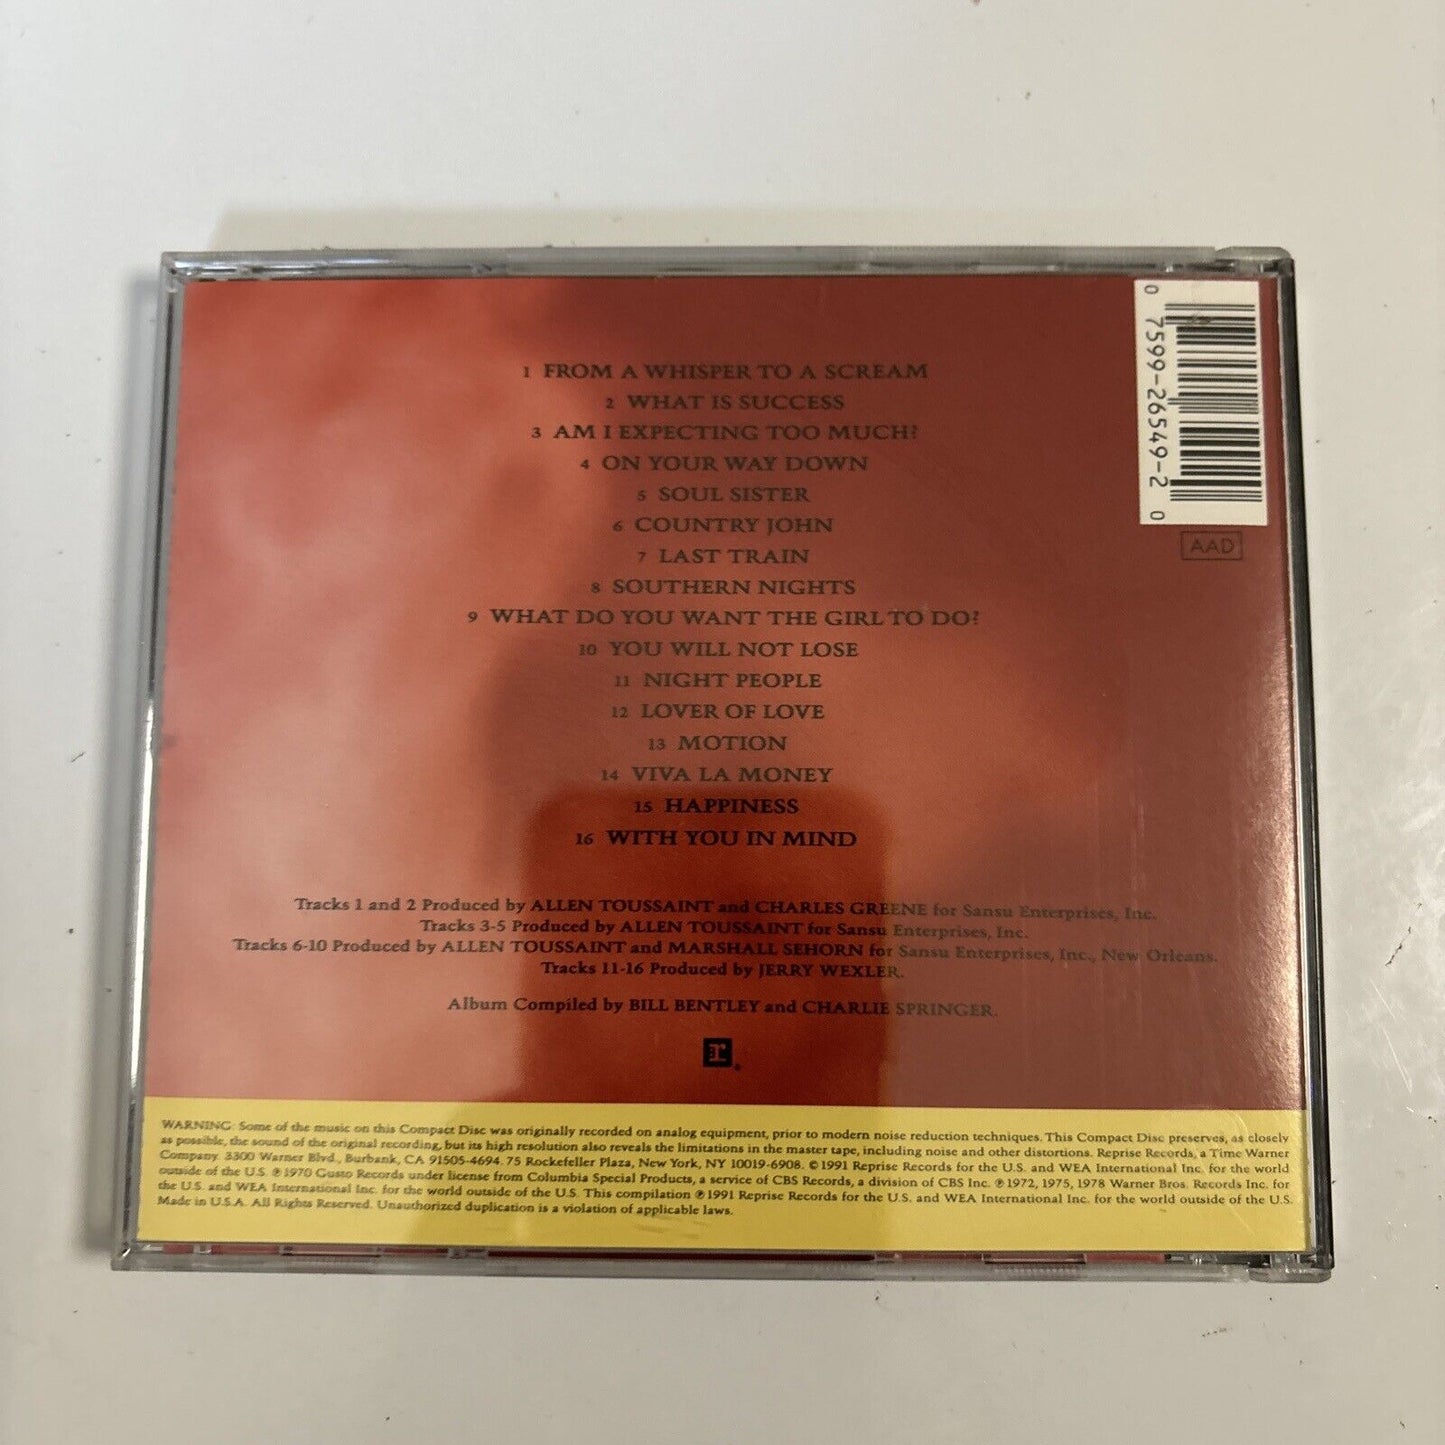 1 FROM A WHISPER TO A SCREAM
2 WHAT IS SUCCESS
3 AM I EXPECTING TOO MUCH?
4 ON YOUR WAY DOWN
5 SOUL SISTER
6 COUNTRY JOHN
7 LAST TRAIN
8 SOUTHERN NIGHTS
9 WHAT DO YOU WANT THE GIRL TO DO?
10 YOU WILL NOT LOSE
11 NIGHT PEOPLE
12 LOVER OF LOVE
13 MOTION
14 VIVA LA MONEY
15 HAPPINESS
16 WITH YOU IN MIND
Tracks 1 and 2 Produced by ALLEN TOUSSAINT and CHARLES GREENE for Sansu Enterprises, Inc.
Tracks 3-5 Produced by ALLEN TOUSSAINT for Sansu Enterprises, Inc.
Tracks 6-10 Produced by ALLEN TOUSSAINT and MARSHALL SEHORN for Sansu Enterprises, Inc., New Orleans.
Tracks 11-16 Produced by JERRY WEXLER.
Album Compiled by BILL BENTLEY and CHARLIE SPRINGER.
r ®
0 7599-26549-2 0
AAD
WARNING: Some of the music on this Compact Disc was originally recorded on analog equipment, prior to modern noise reduction techniques. This Compact Disc preserves, as closely
as possible, the sound of the original recording, but its high resolution also reveals the limitations in the master tape, including noise and other distortions. Reprise Records, a Time Warner
Company. 3300 Warner Blvd., Burbank, CA 91505-4694. 75 Rockefeller Plaza, New York, NY 10019-6908. © 1991 Reprise Records for the U.S. and WEA International Inc. for the world
outside of the U.S. ℗ 1970 Gusto Records under license from Columbia Special Products, a service of CBS Records, a division of CBS Inc. ℗ 1972, 1975, 1978 Warner Bros. Records Inc. for
the U.S. and WEA International Inc. for the world outside of the U.S. This compilation ℗ 1991 Reprise Records for the U.S. and WEA International Inc. for the world outside of the U.S.
Made in U.S.A. All Rights Reserved. Unauthorized duplication is a violation of applicable laws.